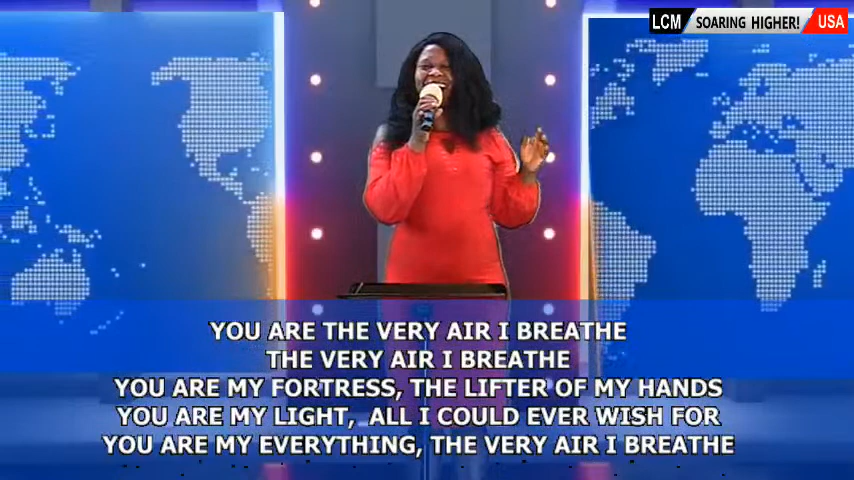 LCM SOARING HIGHER! USA
YOU ARE THE VERY AIR I BREATHE
THE VERY AIR I BREATHE
YOU ARE MY FORTRESS, THE LIFTER OF MY HANDS
YOU ARE MY LIGHT, ALL I COULD EVER WISH FOR
YOU ARE MY EVERYTHING, THE VERY AIR I BREATHE